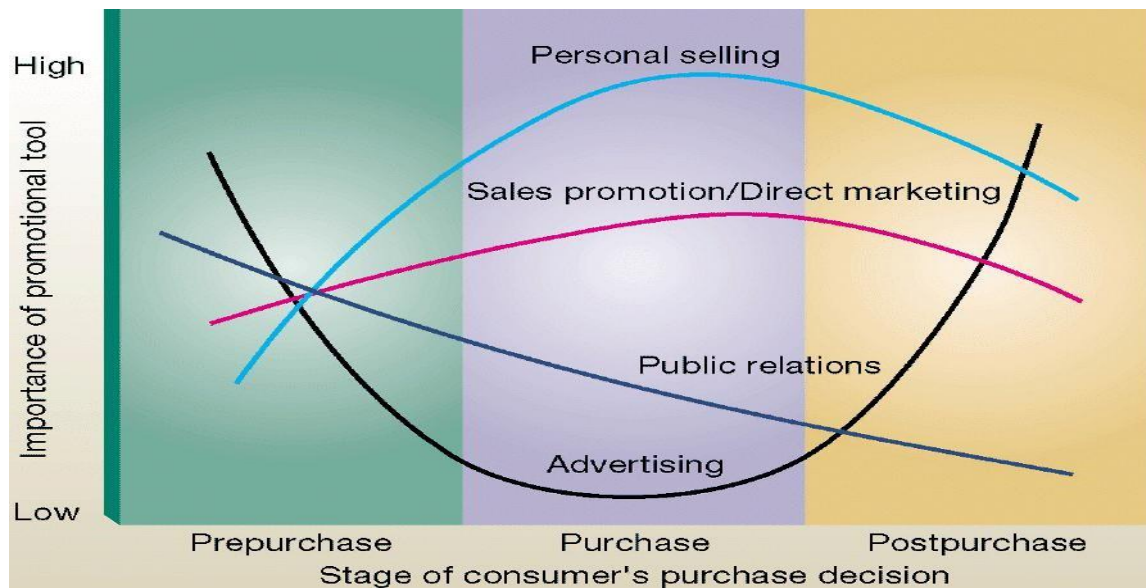 High
Importance of promotional tool
Low
Personal selling
Sales promotion/Direct marketing
Public relations
Advertising
Prepurchase
Purchase
Postpurchase
Stage of consumer's purchase decision